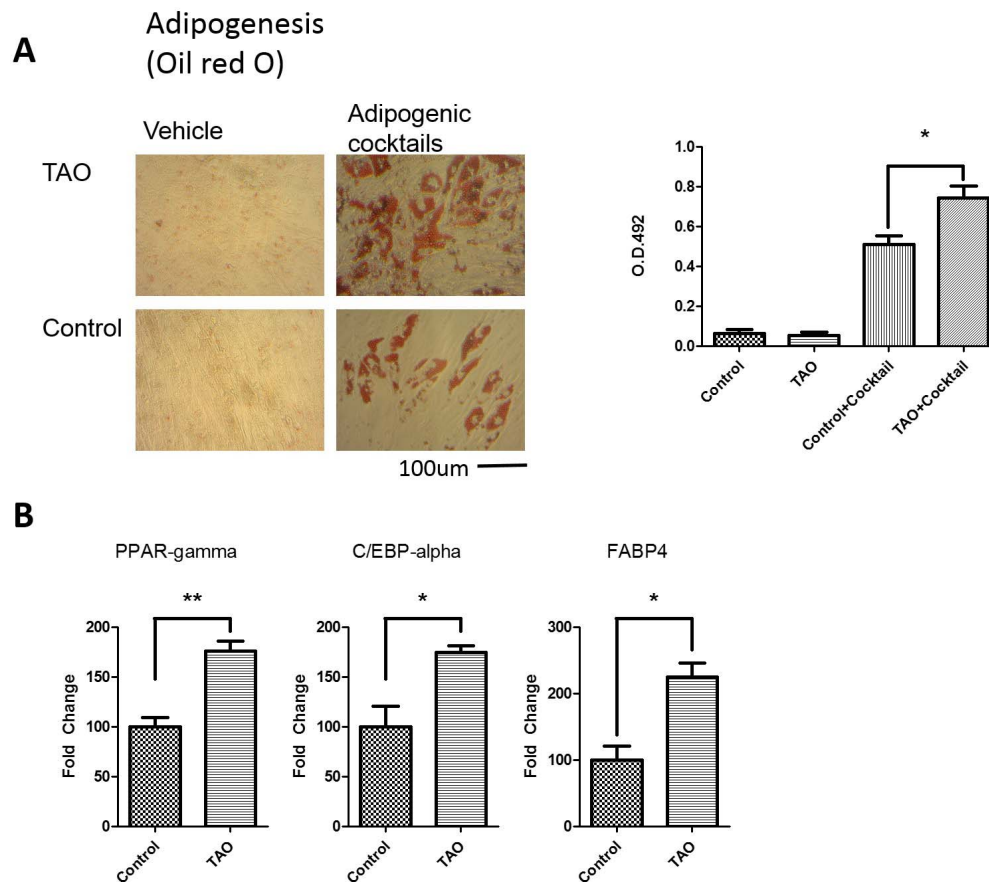 A
Adipogenesis
(Oil red O)
Vehicle
Adipogenic
cocktails
TAO
Control
100um
*
1.0
0.8
0.6
0.4
0.2
0.0
O.D.492
Control
TAO
Control+Cocktail
TAO+Cocktail
B
PPAR-gamma
**
200
150
100
50
0
Fold Change
Control
TAO
C/EBP-alpha
*
200
150
100
50
0
Fold Change
Control
TAO
FABP4
*
300
200
100
0
Fold Change
Control
TAO